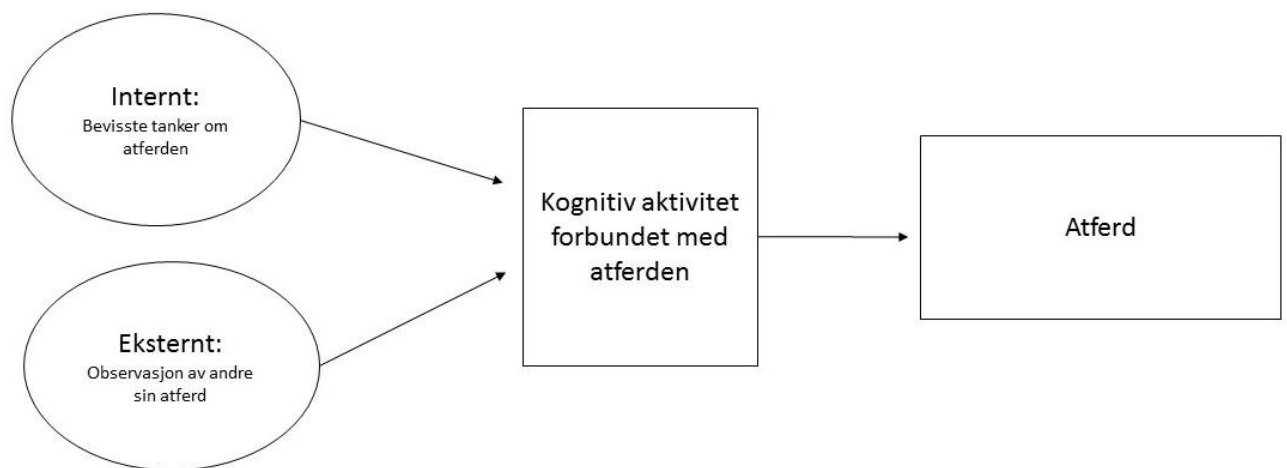 Internt:
Bevisste tanker om
atferden
Eksternt:
Observasjon av andre
sin atferd
Kognitiv aktivitet
forbundet med
atferden
Atferd